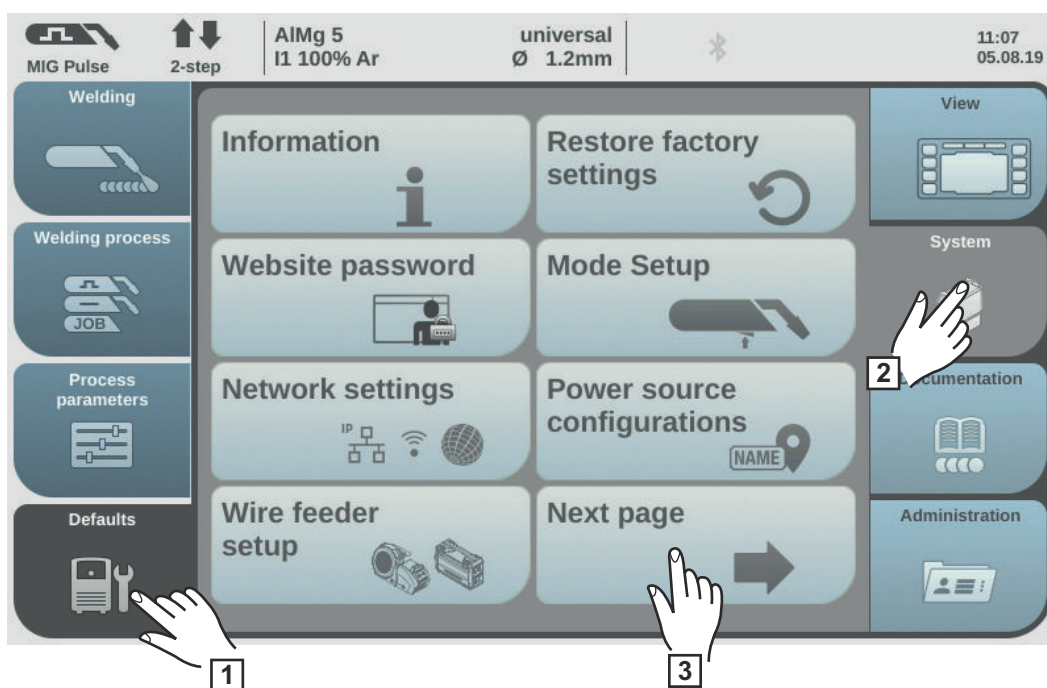 MIG Pulse
2-step
AlMg 5
I1 100% Ar
universal
Ø 1.2mm
11:07
05.08.19
Welding
Welding process
JOB
Process
parameters
Defaults
Information
Restore factory
settings
Website password
Mode Setup
Network settings
IP
Power source
configurations
NAME
Wire feeder
setup
Next page
View
System
Documentation
Administration
1
2
3